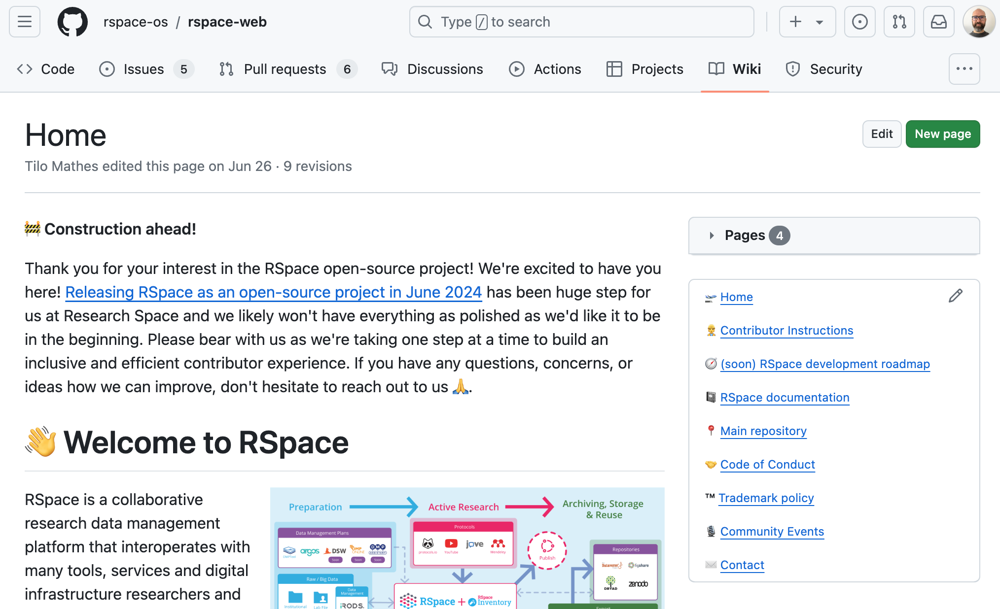 rspace-os / rspace-web
Type / to search
Code
Issues 5
Pull requests 6
Discussions
Actions
Projects
Wiki
Security
Home
Edit
New page
Tilo Mathes edited this page on Jun 26 · 9 revisions
🚧 Construction ahead!
Thank you for your interest in the RSpace open-source project! We're excited to have you
here! Releasing RSpace as an open-source project in June 2024 has been huge step for
us at Research Space and we likely won't have everything as polished as we'd like it to be
in the beginning. Please bear with us as we're taking one step at a time to build an
inclusive and efficient contributor experience. If you have any questions, concerns, or
ideas how we can improve, don't hesitate to reach out to us 🙏.
👋 Welcome to RSpace
RSpace is a collaborative
research data management
platform that interoperates with
many tools, services and digital
infrastructure researchers and
Preparation
Active Research
Archiving, Storage
& Reuse
Data Management Plans
DMPTool
argos
DSW
Soon
DMP
ONLINE
Soon
DMP
ASSISTANT
Soon
Raw / Big Data
Institutional
Lab File
Data
Management
iRODS.
Protocols
protocols.io
YouTube
jove
Mendeley
Publish
RSpace + RSpace
Inventory
Repositories
Dataverse
figshare
DRYAD
zenodo
Export
Pages 4
Home
Contributor Instructions
(soon) RSpace development roadmap
RSpace documentation
Main repository
Code of Conduct
™ Trademark policy
Community Events
Contact